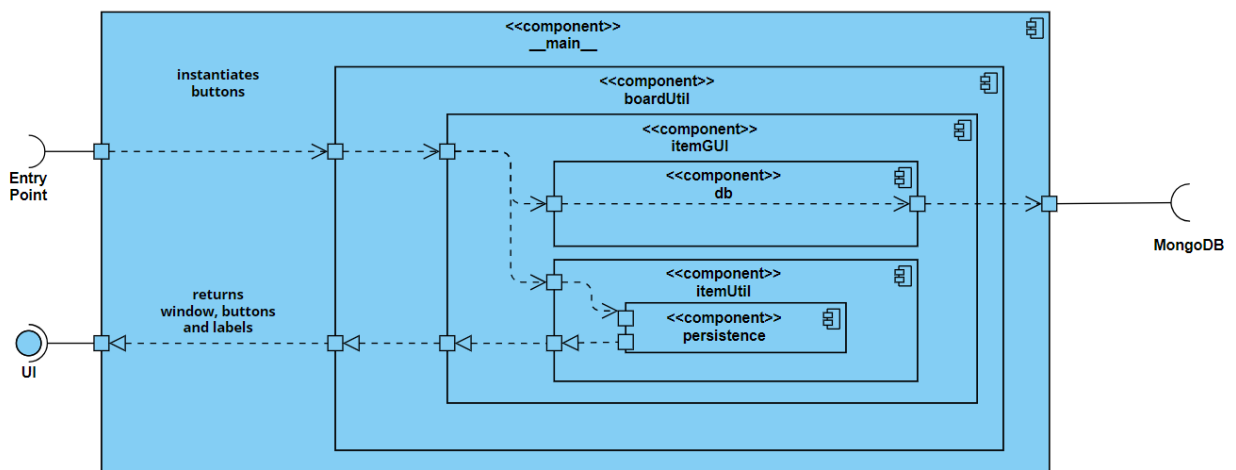 <<component>>
__main__
instantiates
buttons
<<component>>
boardUtil
<<component>>
itemGUI
<<component>>
db
Entry
Point
MongoDB
<<component>>
itemUtil
returns
window, buttons
and labels
<<component>>
persistence
UI